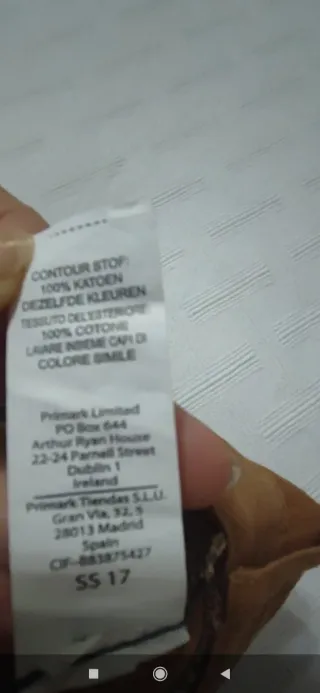 CONTOUR STOF:
100% KATOEN
DEZELFDE KLEUREN
TESSUTO DEL'ESTERIORE
100% COTONE
LAVARE INSIEME CAPI DI
COLORE SIMILE
Primark Limited
PO Box 644
Arthur Ryan House
22-24 Parnell Street
Dublin 1
Ireland
Primark Tiendas S.L.U.
Gran Via, 32, 5
28013 Madrid
Spain
CIF-B83875427
SS 17